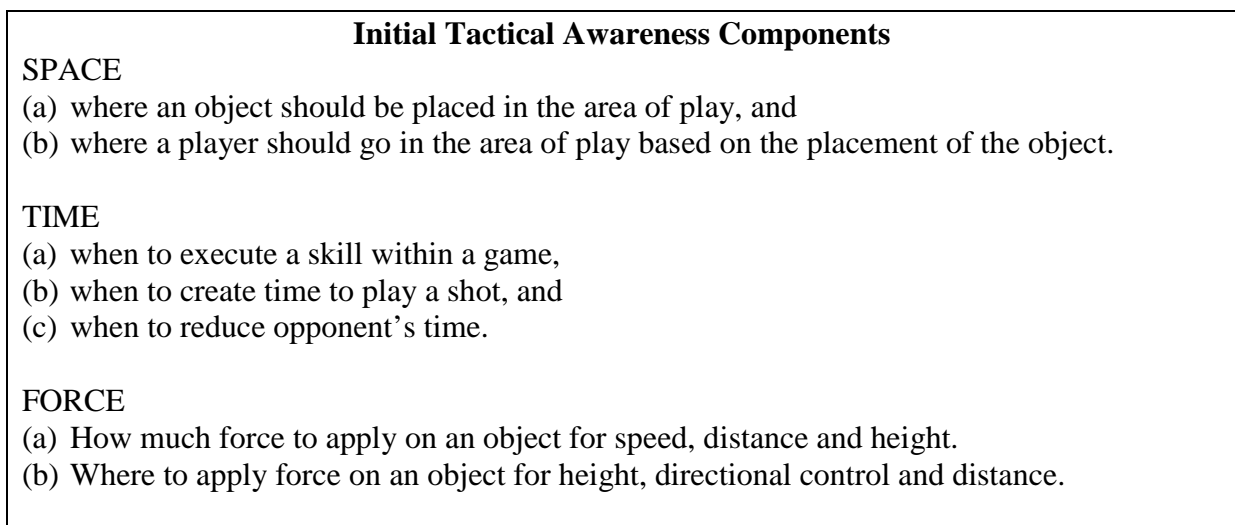 Initial Tactical Awareness Components
SPACE
(a) where an object should be placed in the area of play, and
(b) where a player should go in the area of play based on the placement of the object.
TIME
(a) when to execute a skill within a game,
(b) when to create time to play a shot, and
(c) when to reduce opponent’s time.
FORCE
(a) How much force to apply on an object for speed, distance and height.
(b) Where to apply force on an object for height, directional control and distance.